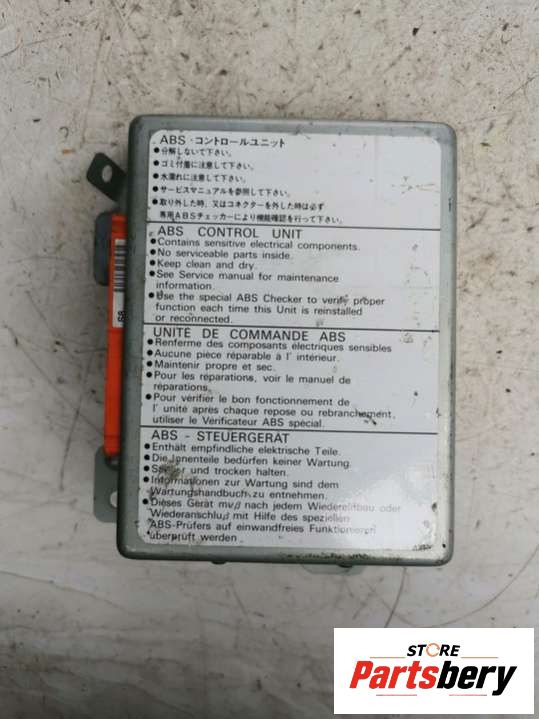 ABS・コントロールユニット
●分解しないで下さい。
●ゴミ付着に注意して下さい。
●水濡れに注意して下さい。
●サービスマニュアルを参照して下さい。
●取り外した時、又はコネクターを外した時は必ず
専用ABSチェッカーにより機能確認を行って下さい。
ABS CONTROL UNIT
●Contains sensitive electrical components.
●No serviceable parts inside.
●Keep clean and dry.
●See Service manual for maintenance
information.
●Use the special ABS Checker to verify proper
function each time this Unit is reinstalled
or reconnected.
UNITÉ DE COMMANDE ABS
●Renferme des composants électriques sensibles
●Aucune pièce réparable à l' intérieur.
●Maintenir propre et sec.
●Pour les réparations, voir le manuel de
réparations.
●Pour vérifier le bon fonctionnement de
l' unité après chaque repose ou rebranchement,
utiliser le Vérificateur ABS spécial.
ABS - STEUERGERÄT
●Enthält empfindliche elektrische Teile.
●Die Innenteile bedürfen keiner Wartung.
●und trocken halten.
●Informationen zur Wartung sind dem
Wartungshandbuch zu entnehmen.
●Dieses Gerät muß nach jedem Wiedereinbau oder
Wiederanschluß mit Hilfe des speziellen
ABS-Prüfers auf einwandfreies Funktionieren
überprüft werden
S8
STORE
Partsbery